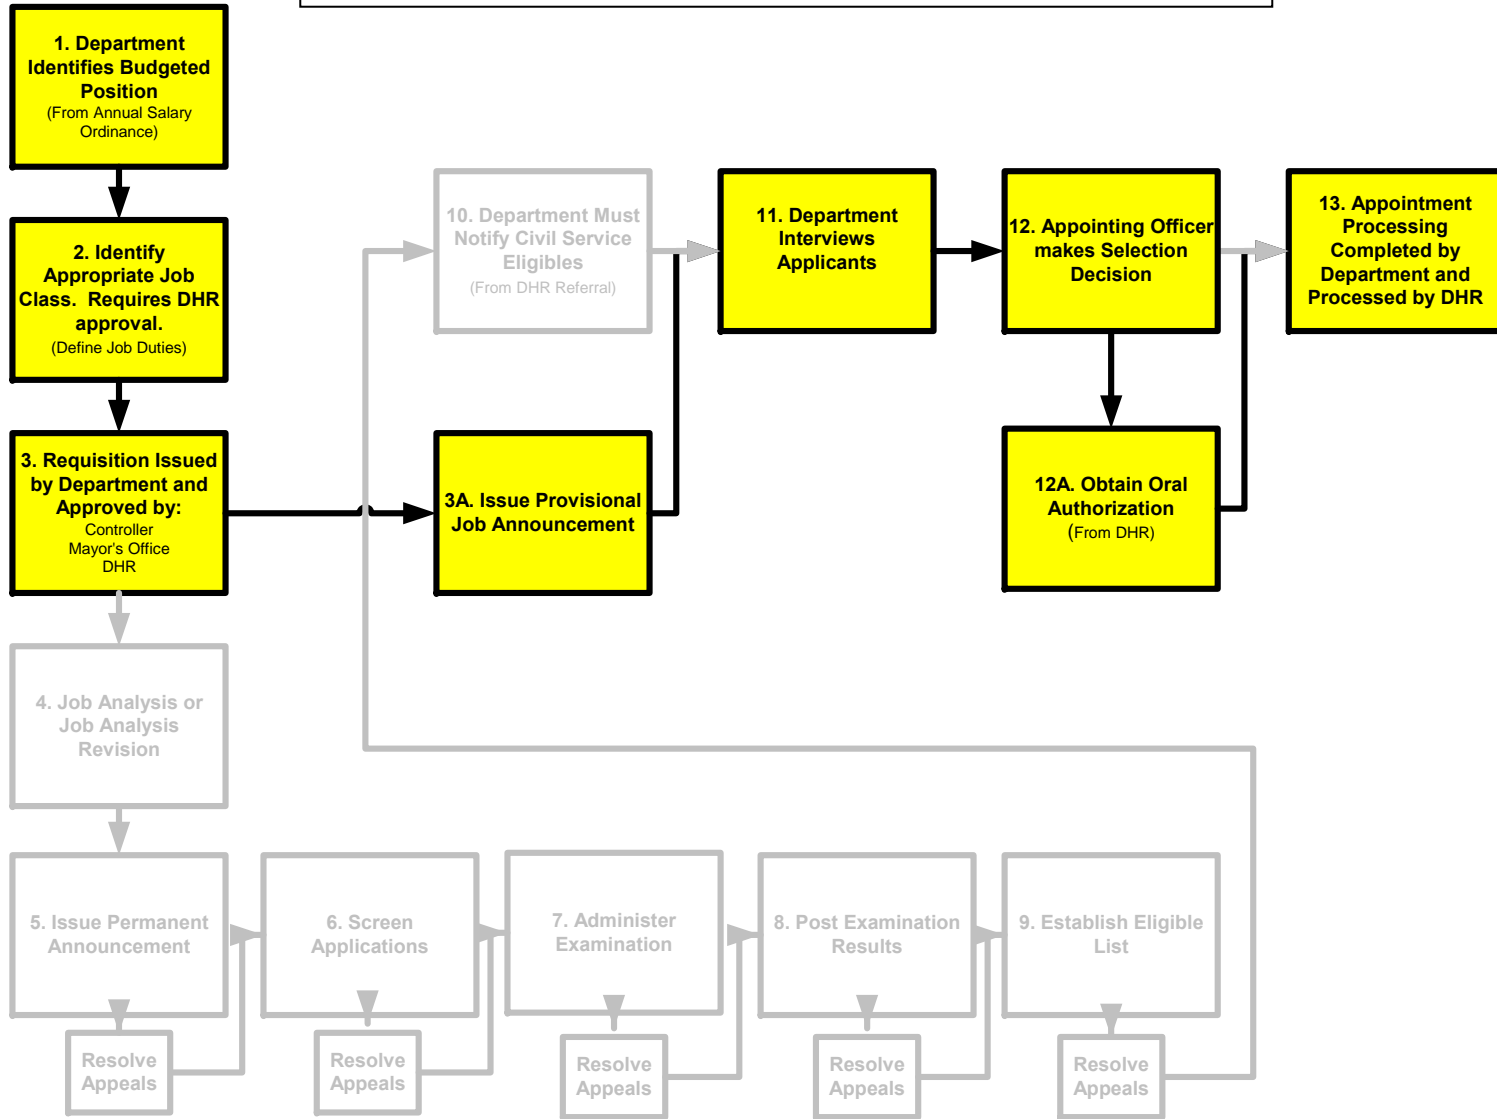 1. Department
Identifies Budgeted
Position
(From Annual Salary
Ordinance)
2. Identify
Appropriate Job
Class.  Requires DHR
approval.
(Define Job Duties)
3. Requisition Issued
by Department and
Approved by:
Controller
Mayor's Office
DHR
3A. Issue Provisional
Job Announcement
10. Department Must
Notify Civil Service
Eligibles
(From DHR Referral)
11. Department
Interviews
Applicants
12. Appointing Officer
makes Selection
Decision
12A. Obtain Oral
Authorization
(From DHR)
13. Appointment
Processing
Completed by
Department and
Processed by DHR
4. Job Analysis or
Job Analysis
Revision
5. Issue Permanent
Announcement
Resolve
Appeals
6. Screen
Applications
Resolve
Appeals
7. Administer
Examination
Resolve
Appeals
8. Post Examination
Results
Resolve
Appeals
9. Establish Eligible
List
Resolve
Appeals